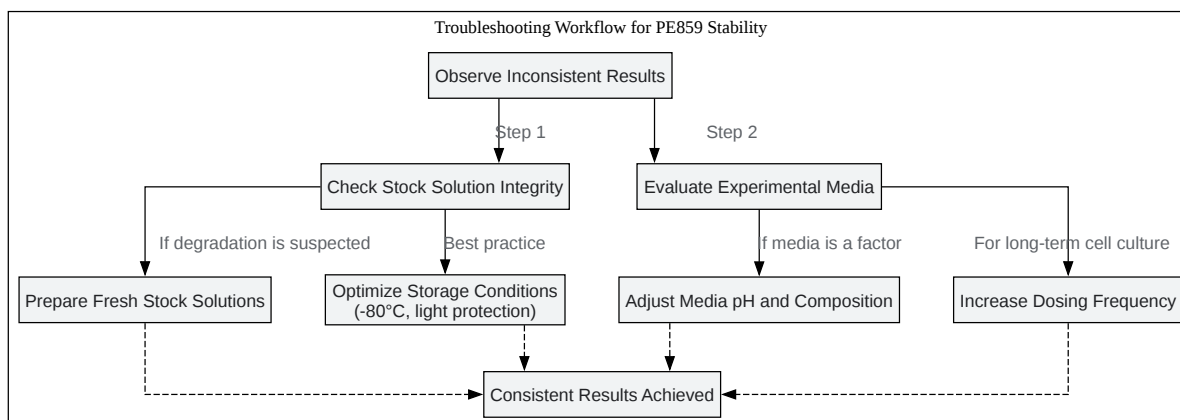 Troubleshooting Workflow for PE859 Stability
Observe Inconsistent Results
Step 1
Step 2
Check Stock Solution Integrity
Evaluate Experimental Media
If degradation is suspected
Best practice
If media is a factor
For long-term cell culture
Prepare Fresh Stock Solutions
Optimize Storage Conditions
(-80°C, light protection)
Adjust Media pH and Composition
Increase Dosing Frequency
Consistent Results Achieved